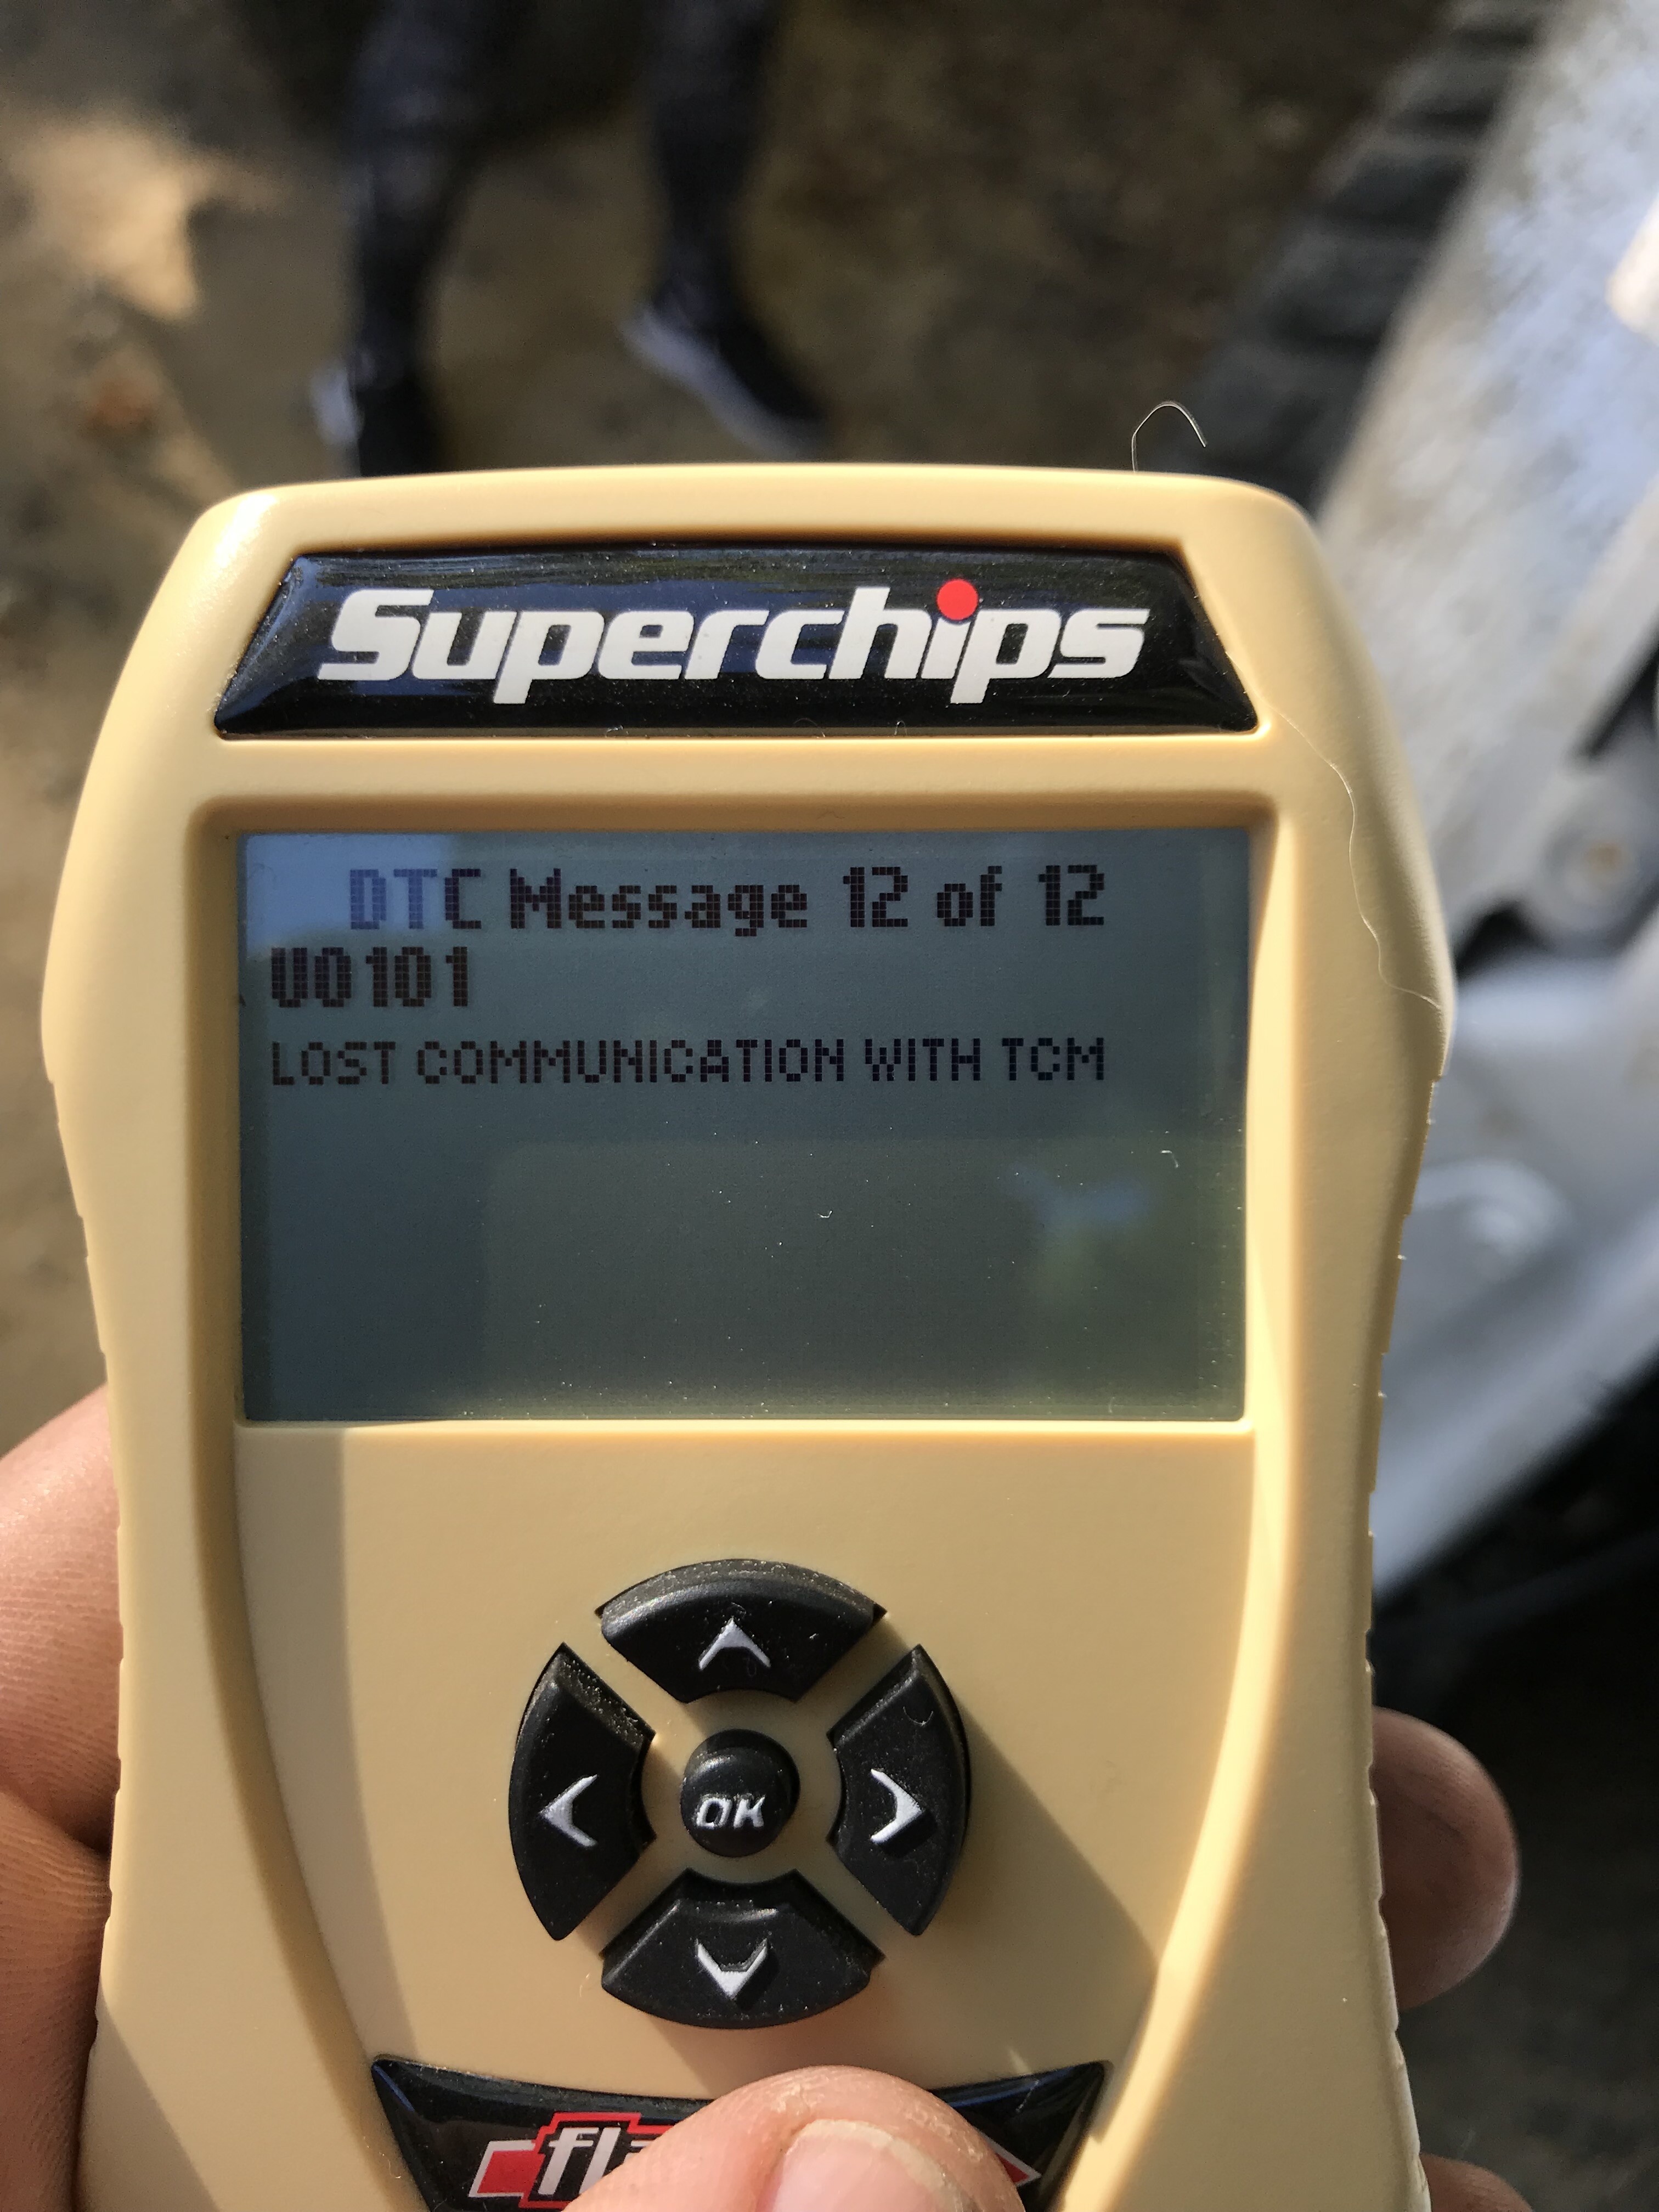 Superchips
DTC Message 12 of 12
U0101
LOST COMMUNICATION WITH TCM
OK